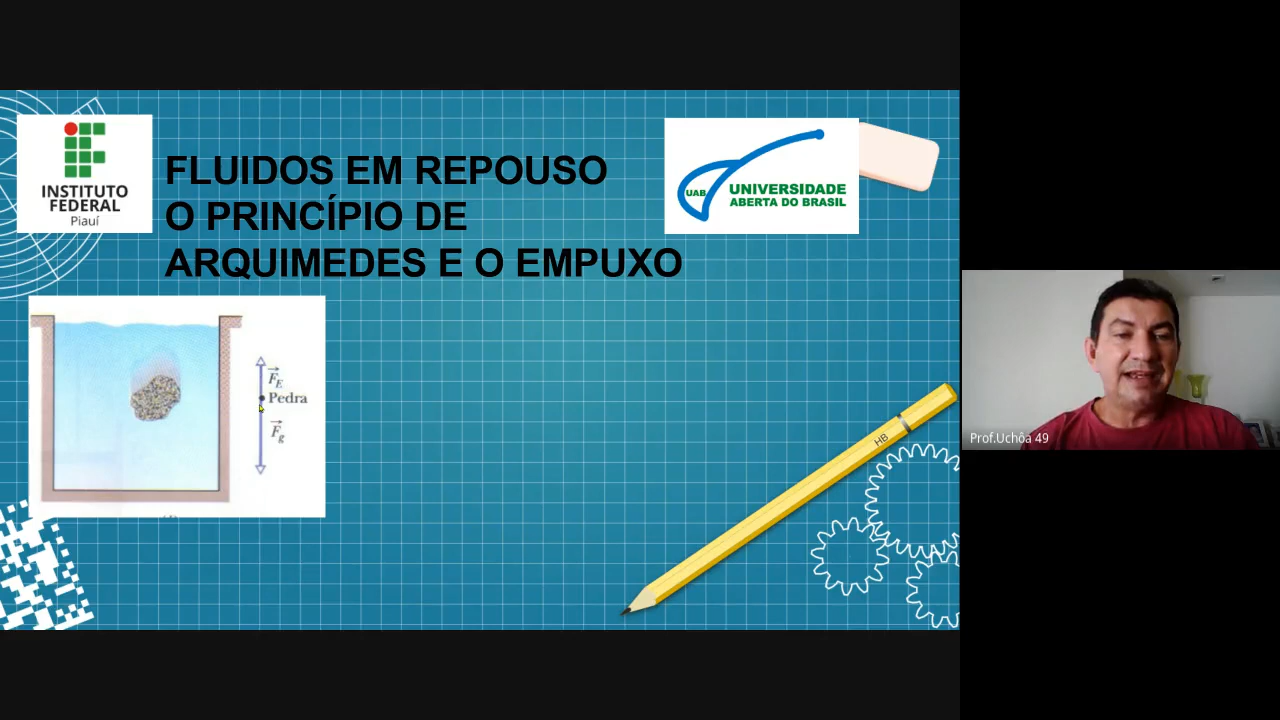 INSTITUTO
FEDERAL
Piauí
FLUIDOS EM REPOUSO
O PRINCÍPIO DE
ARQUIMEDES E O EMPUXO
UAB
UNIVERSIDADE
ABERTA DO BRASIL
F_E
Pedra
F_g
HB
Prof.Uchôa 49